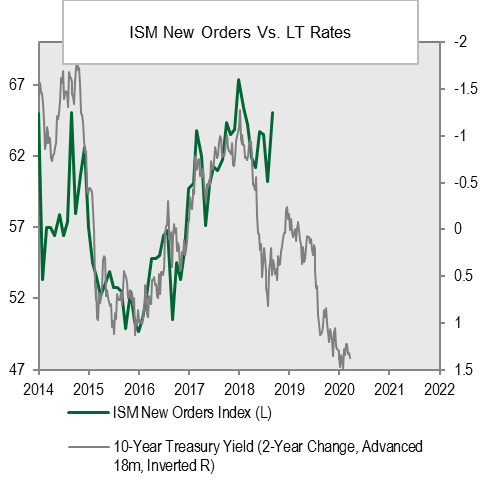 ISM New Orders Vs. LT Rates
67
62
57
52
47
-2
-1.5
-1
-0.5
0
0.5
1
1.5
2014 2015 2016 2017 2018 2019 2020 2021 2022
ISM New Orders Index (L)
10-Year Treasury Yield (2-Year Change, Advanced
18m, Inverted R)